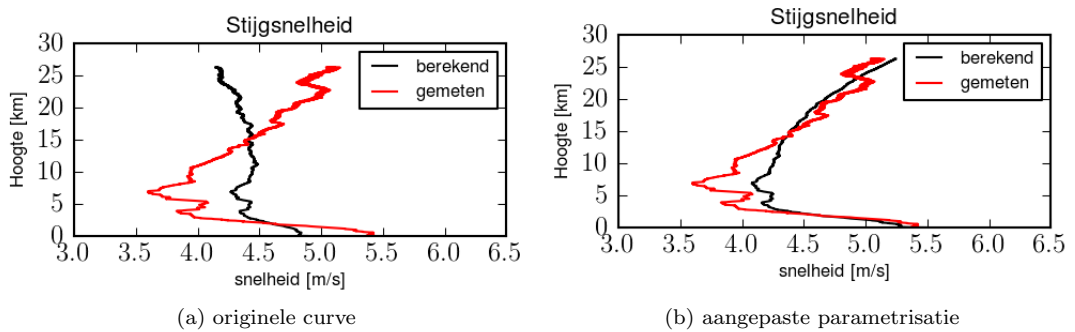 Stijgsnelheid
30
25
20
15
10
5
0
Hoogte [km]
berekend
gemeten
3.0 3.5 4.0 4.5 5.0 5.5 6.0 6.5
snelheid [m/s]
(a) originele curve
Stijgsnelheid
30
25
20
15
10
5
0
Hoogte [km]
berekend
gemeten
3.0 3.5 4.0 4.5 5.0 5.5 6.0 6.5
snelheid [m/s]
(b) aangepaste parametrisatie